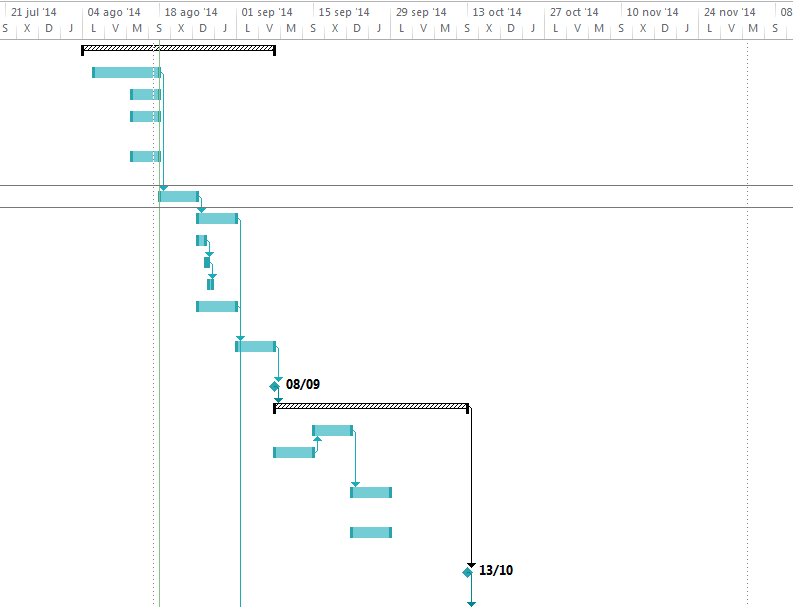 21 jul '14 04 ago '14 18 ago '14 01 sep '14 15 sep '14 29 sep '14 13 oct '14 27 oct '14 10 nov '14 24 nov '14 08
S X D J L V M S X D J L V M S X D J L V M S X D J L V M S X D J L V M S
08/09
13/10